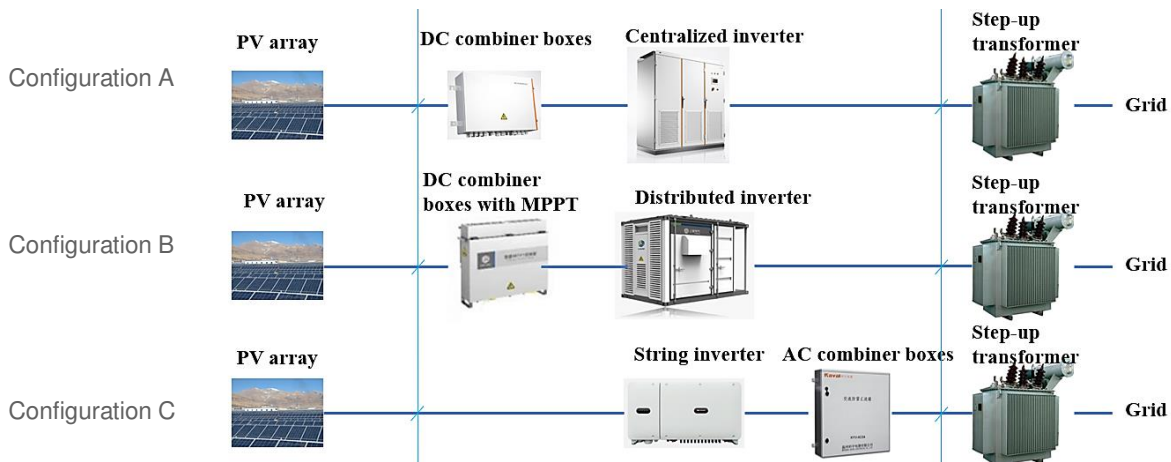 PV array
DC combiner boxes
Centralized inverter
Step-up
transformer
Configuration A
Grid
PV array
DC combiner
boxes with MPPT
Distributed inverter
Step-up
transformer
Configuration B
Grid
PV array
String inverter
AC combiner boxes
Step-up
transformer
Configuration C
Grid